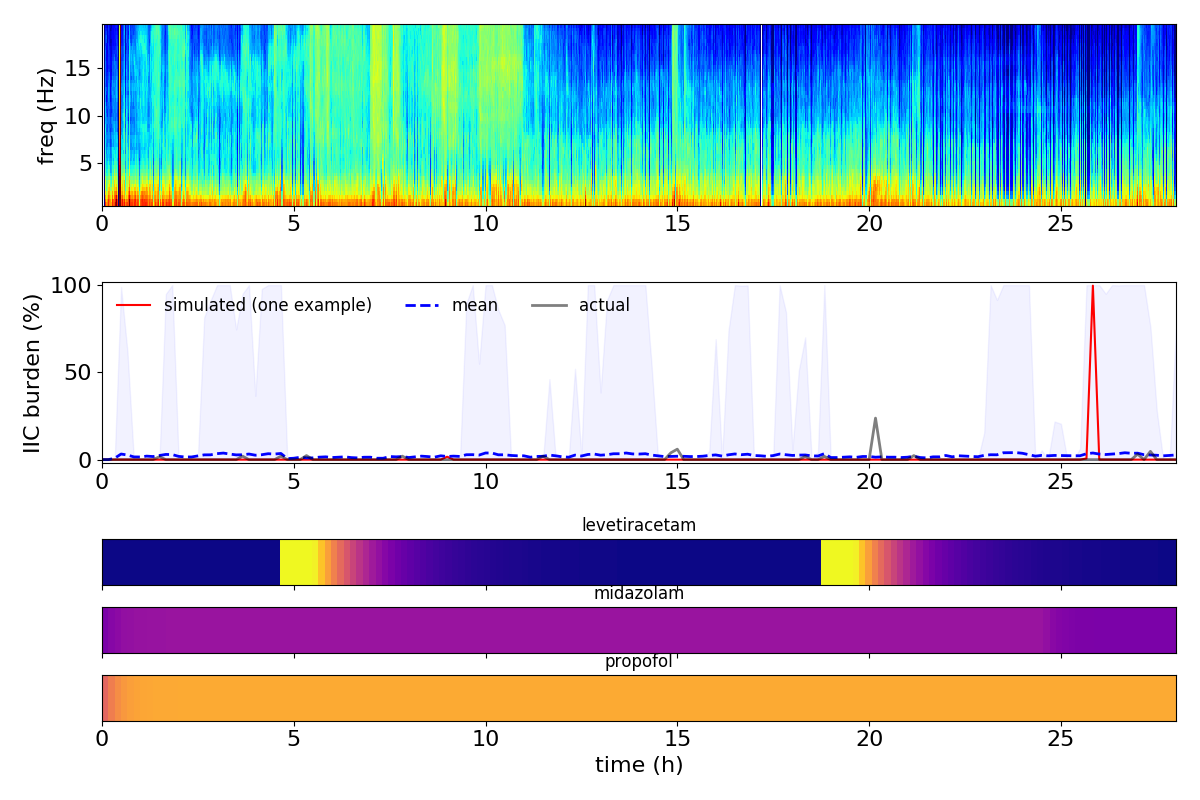 freq (Hz)
15
10
5
0 5 10 15 20 25
IIC burden (%)
100
50
0
simulated (one example) mean actual
0 5 10 15 20 25
levetiracetam
midazolam
propofol
0 5 10 15 20 25
time (h)